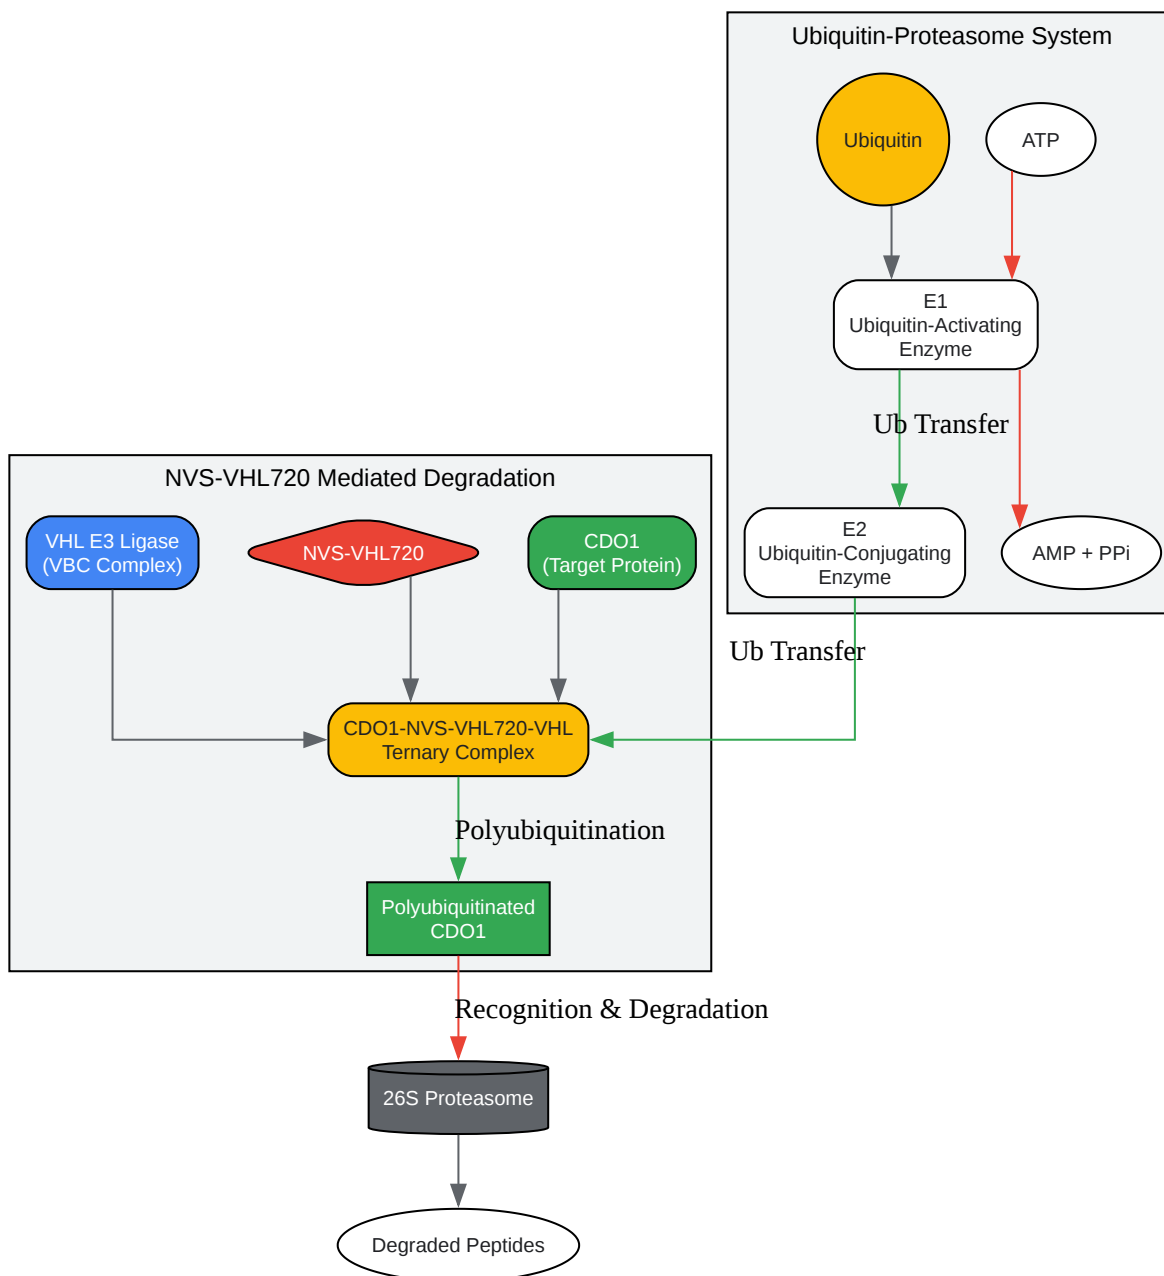 Ubiquitin-Proteasome System
Ubiquitin
ATP
E1
Ubiquitin-Activating
Enzyme
Ub Transfer
E2
Ubiquitin-Conjugating
Enzyme
AMP + PPi
Ub Transfer
NVS-VHL720 Mediated Degradation
VHL E3 Ligase
(VBC Complex)
NVS-VHL720
CDO1
(Target Protein)
CDO1-NVS-VHL720-VHL
Ternary Complex
Polyubiquitination
Polyubiquitinated
CDO1
Recognition & Degradation
26S Proteasome
Degraded Peptides